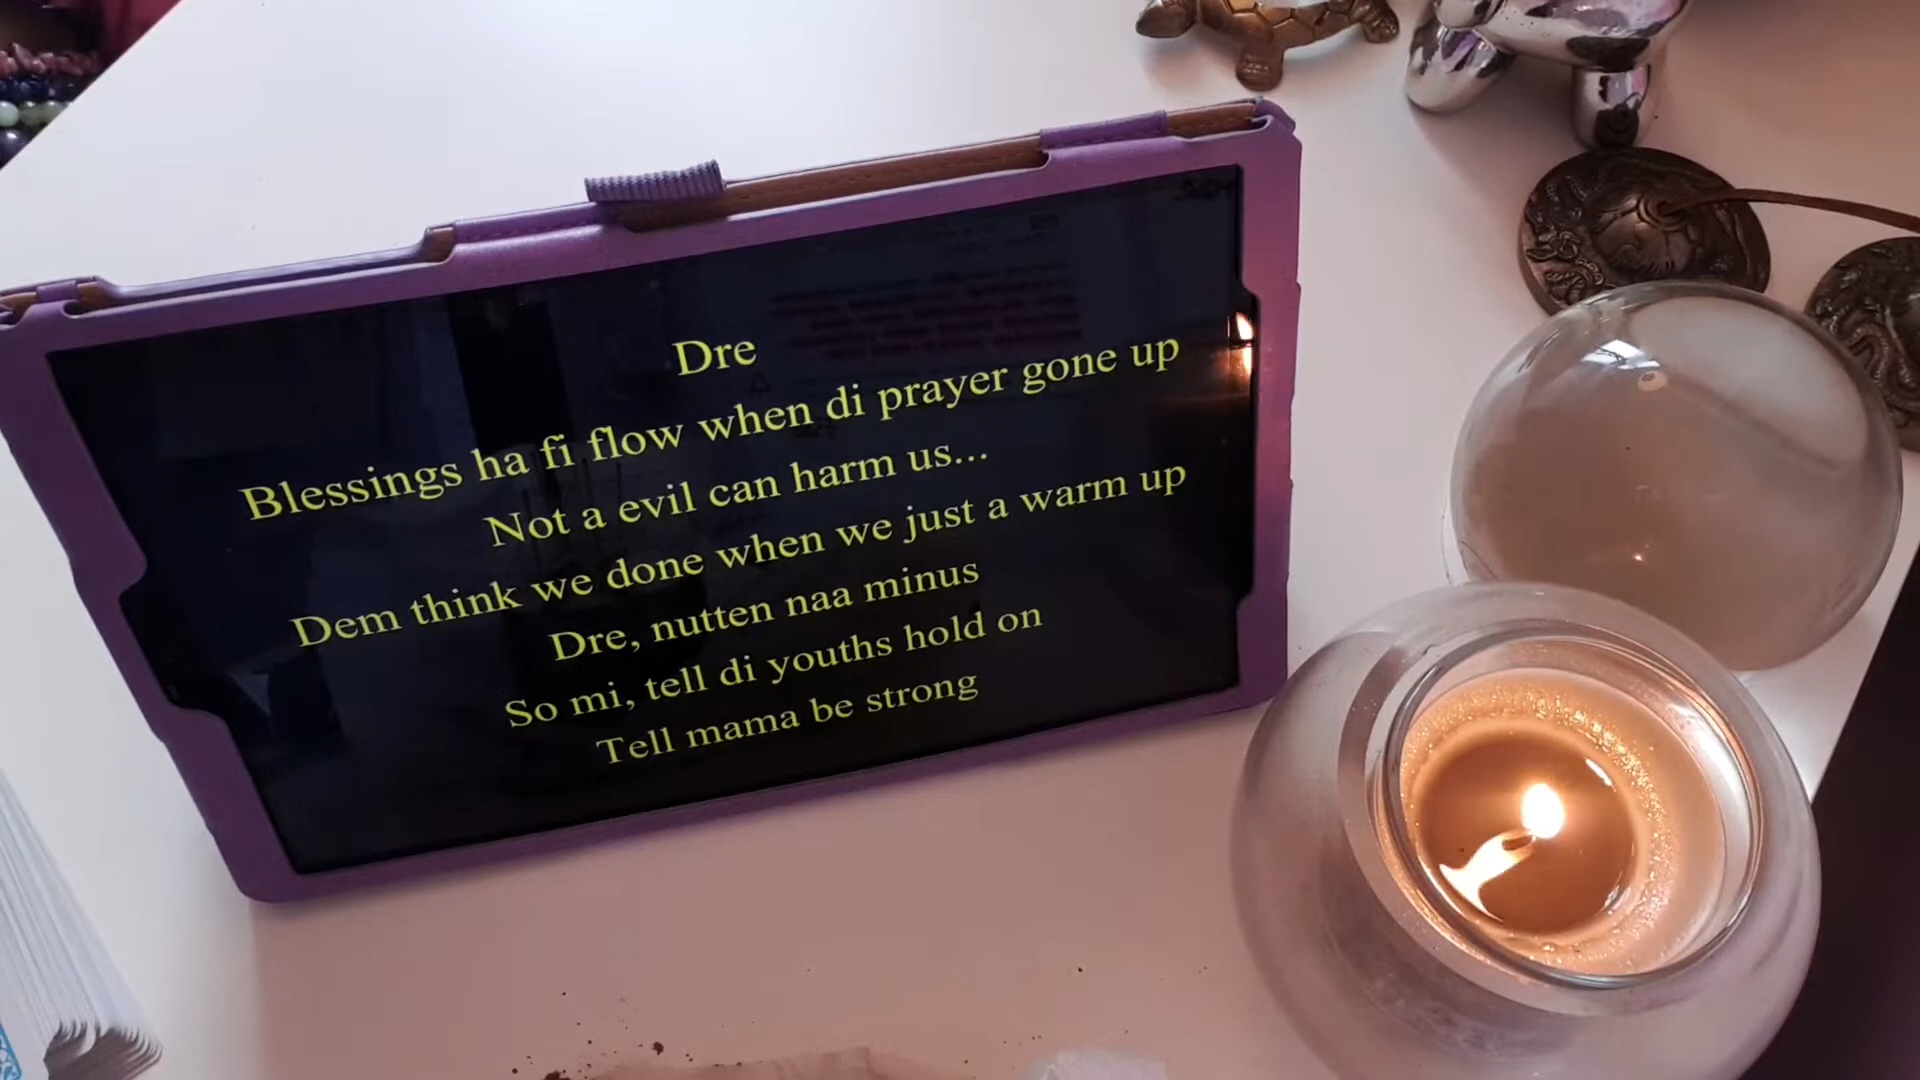 Dre
Blessings ha fi flow when di prayer gone up
Not a evil can harm us...
Dem think we done when we just a warm up
Dre, nutten naa minus
So mi, tell di youths hold on
Tell mama be strong